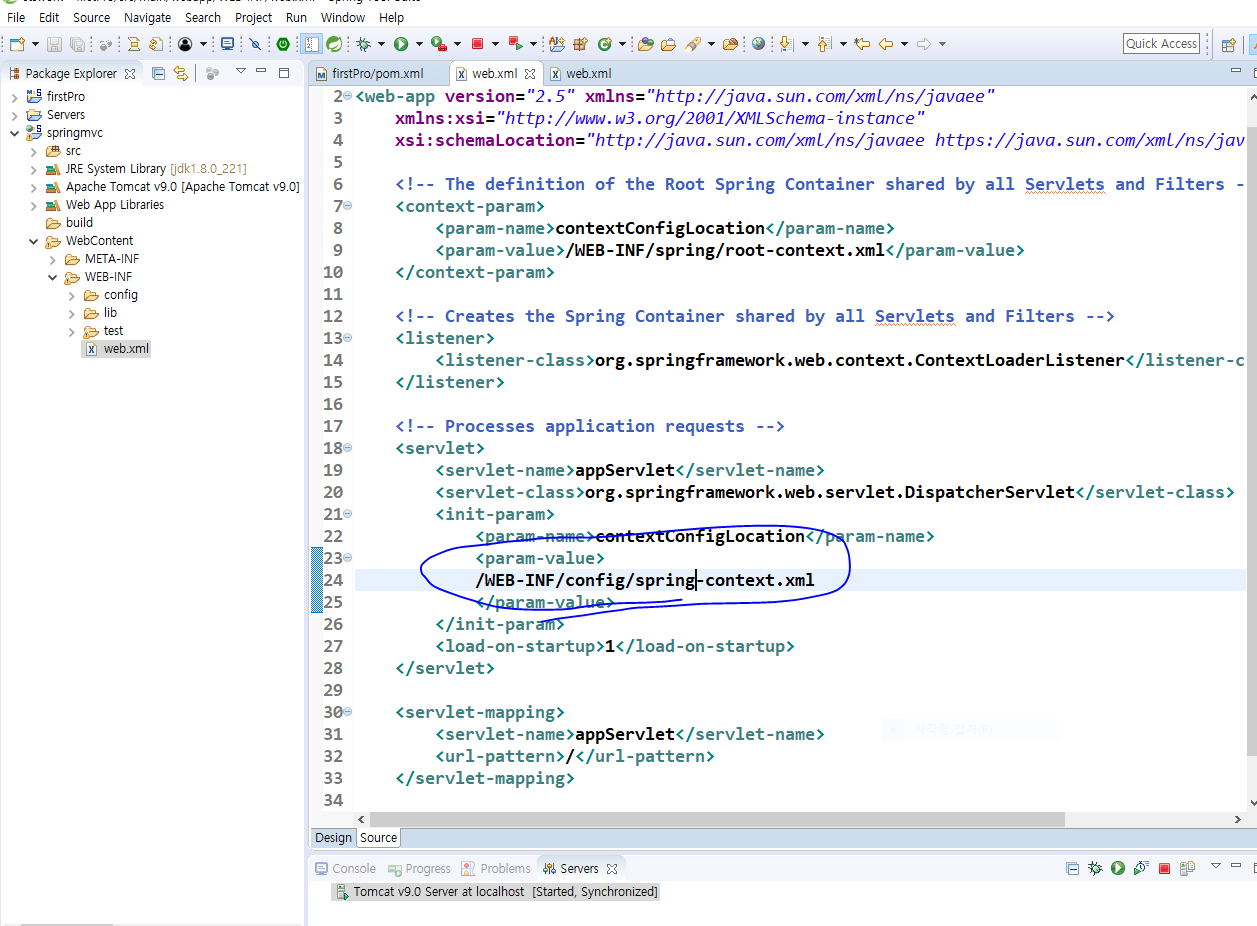 File Edit Source Navigate Search Project Run Window Help
Quick Access
Package Explorer
firstPro
Servers
springmvc
src
JRE System Library [jdk1.8.0_221]
Apache Tomcat v9.0 [Apache Tomcat v9.0]
Web App Libraries
build
WebContent
META-INF
WEB-INF
config
lib
test
web.xml
firstPro/pom.xml web.xml web.xml
2 <web-app version="2.5" xmlns="http://java.sun.com/xml/ns/javaee"
3 xmlns:xsi="http://www.w3.org/2001/XMLSchema-instance"
4 xsi:schemaLocation="http://java.sun.com/xml/ns/javaee https://java.sun.com/xml/ns/jav
5
6 <!-- The definition of the Root Spring Container shared by all Servlets and Filters -
7 <context-param>
8 <param-name>contextConfigLocation</param-name>
9 <param-value>/WEB-INF/spring/root-context.xml</param-value>
10 </context-param>
11
12 <!-- Creates the Spring Container shared by all Servlets and Filters -->
13 <listener>
14 <listener-class>org.springframework.web.context.ContextLoaderListener</listener-c
15 </listener>
16
17 <!-- Processes application requests -->
18 <servlet>
19 <servlet-name>appServlet</servlet-name>
20 <servlet-class>org.springframework.web.servlet.DispatcherServlet</servlet-class>
21 <init-param>
22 <param-name>contextConfigLocation</param-name>
23 <param-value>
24 /WEB-INF/config/spring-context.xml
25 </param-value>
26 </init-param>
27 <load-on-startup>1</load-on-startup>
28 </servlet>
29
30 <servlet-mapping>
31 <servlet-name>appServlet</servlet-name>
32 <url-pattern>/</url-pattern>
33 </servlet-mapping>
34
Design Source
Console Progress Problems Servers
Tomcat v9.0 Server at localhost [Started, Synchronized]